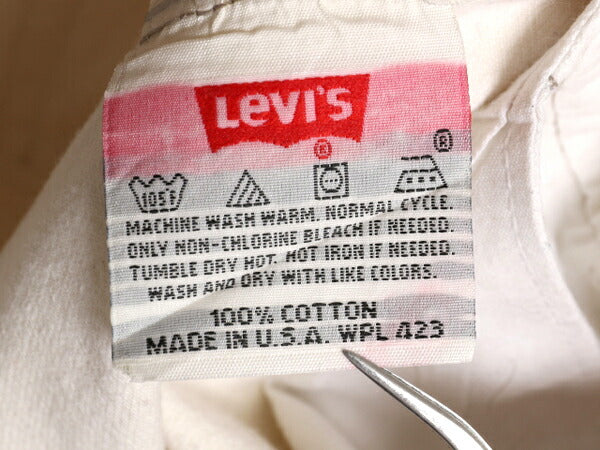 Levi's
®
®
105F
MACHINE WASH WARM. NORMAL CYCLE.
ONLY NON-CHLORINE BLEACH IF NEEDED.
TUMBLE DRY HOT. HOT IRON IF NEEDED.
WASH AND DRY WITH LIKE COLORS.
100% COTTON
MADE IN U.S.A. WPL 423